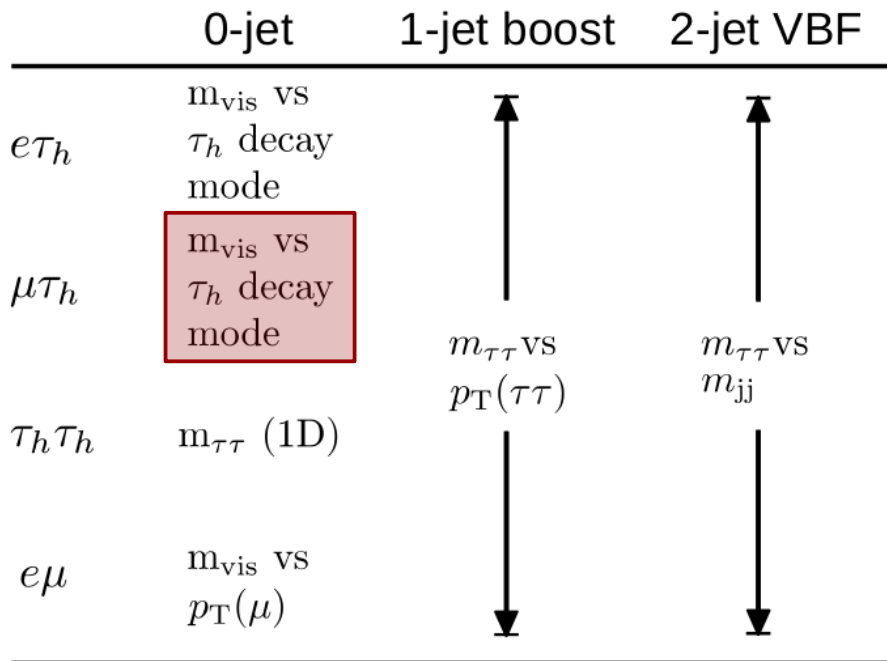 0-jet 1-jet boost 2-jet VBF
eτ_h
m_vis vs
τ_h decay
mode
μτ_h
m_vis vs
τ_h decay
mode
m_ττ vs
p_T(ττ)
m_ττ vs
m_jj
τ_hτ_h
m_ττ (1D)
eμ
m_vis vs
p_T(μ)